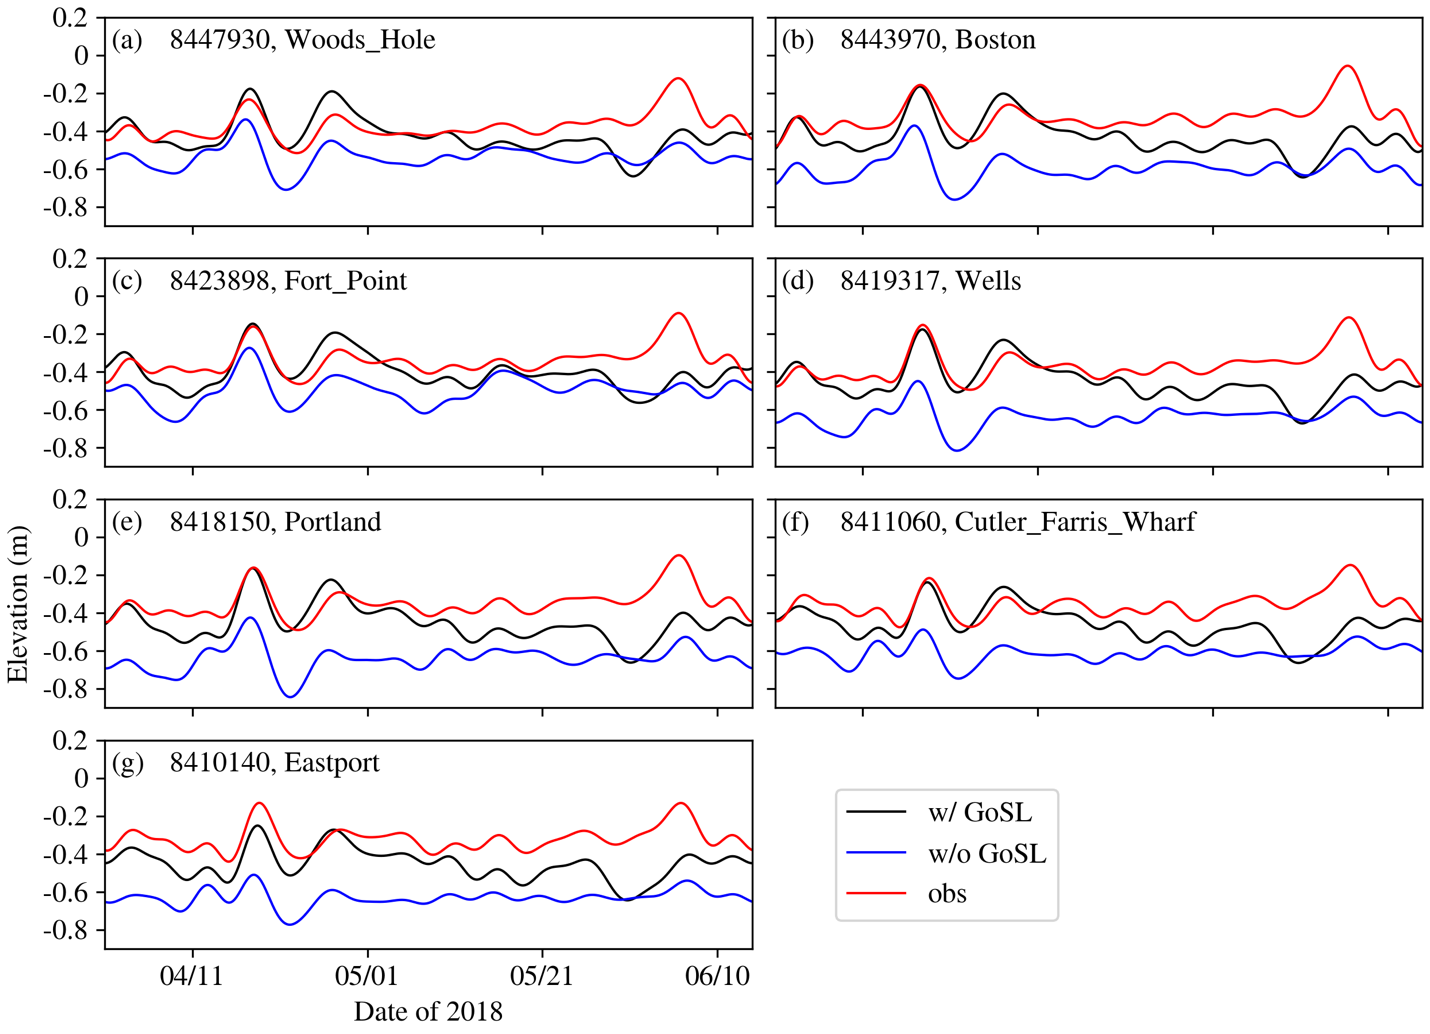 0.2
0
-0.2
-0.4
-0.6
-0.8
(a) 8447930, Woods_Hole
(b) 8443970, Boston
0.2
0
-0.2
-0.4
-0.6
-0.8
(c) 8423898, Fort_Point
(d) 8419317, Wells
0.2
0
-0.2
-0.4
-0.6
-0.8
Elevation (m)
(e) 8418150, Portland
(f) 8411060, Cutler_Farris_Wharf
0.2
0
-0.2
-0.4
-0.6
-0.8
(g) 8410140, Eastport
w/ GoSL
w/o GoSL
obs
04/11 05/01 05/21 06/10
Date of 2018